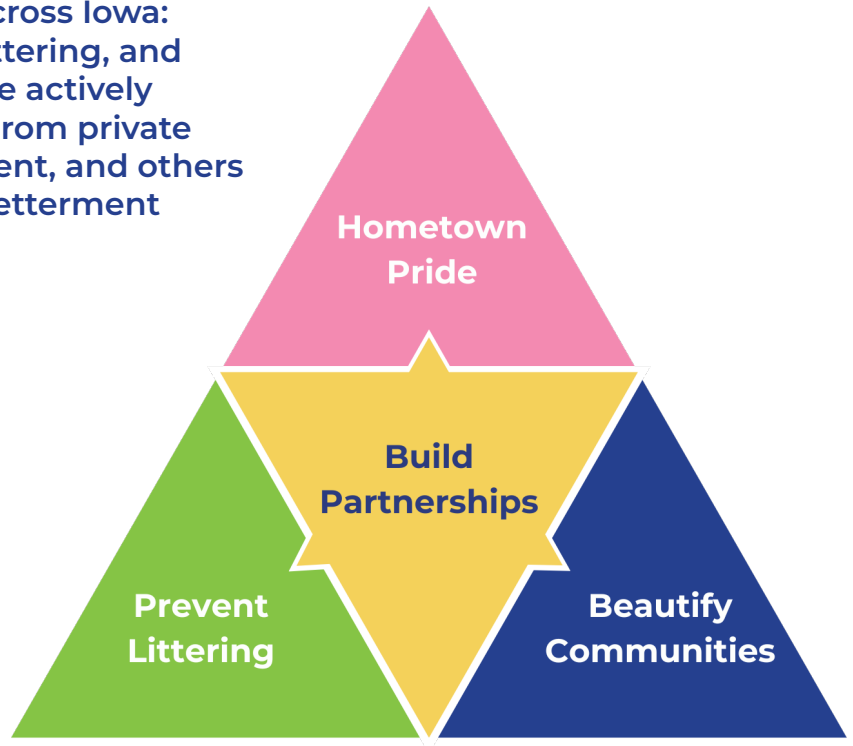 cross Iowa:
ttering, and
e actively
rom private
ent, and others
etterment
Hometown
Pride
Build
Partnerships
Prevent
Littering
Beautify
Communities